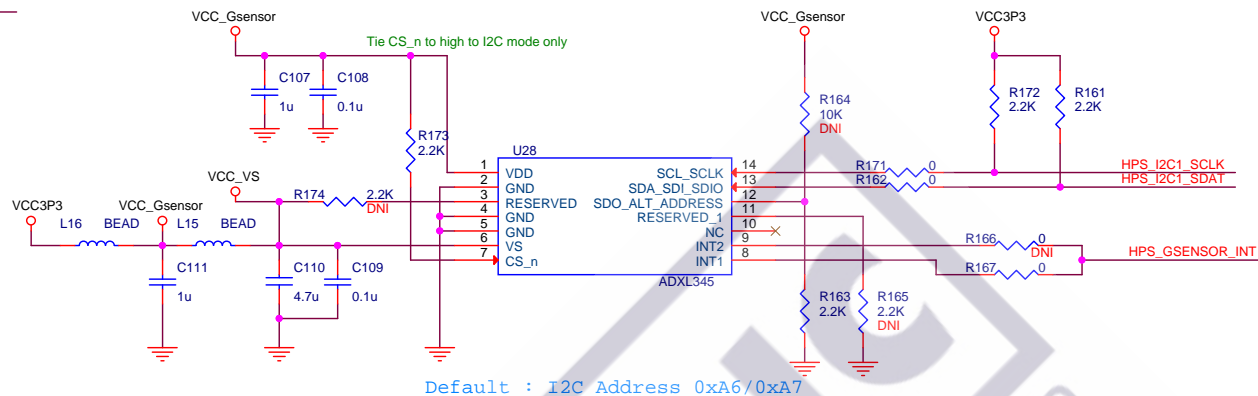 VCC_Gsensor
VCC_Gsensor
VCC3P3
Tie CS_n to high to I2C mode only
C107
1u
C108
0.1u
R173
2.2K
R164
10K
DNI
R172
2.2K
R161
2.2K
U28
1 VDD
2 GND
3 RESERVED
4 GND
5 GND
6 VS
7 CS_n
SCL_SCLK 14
SDA_SDI_SDIO 13
SDO_ALT_ADDRESS 12
RESERVED_1 11
NC 10
INT2 9
INT1 8
ADXL345
R171 0
R162 0
HPS_I2C1_SCLK
HPS_I2C1_SDAT
VCC_VS
R174 2.2K
DNI
VCC3P3
L16 BEAD
VCC_Gsensor
L15 BEAD
C111
1u
C110
4.7u
C109
0.1u
R166 0
DNI
R167 0
HPS_GSENSOR_INT
R163
2.2K
R165
2.2K
DNI
Default : I2C Address 0xA6/0xA7